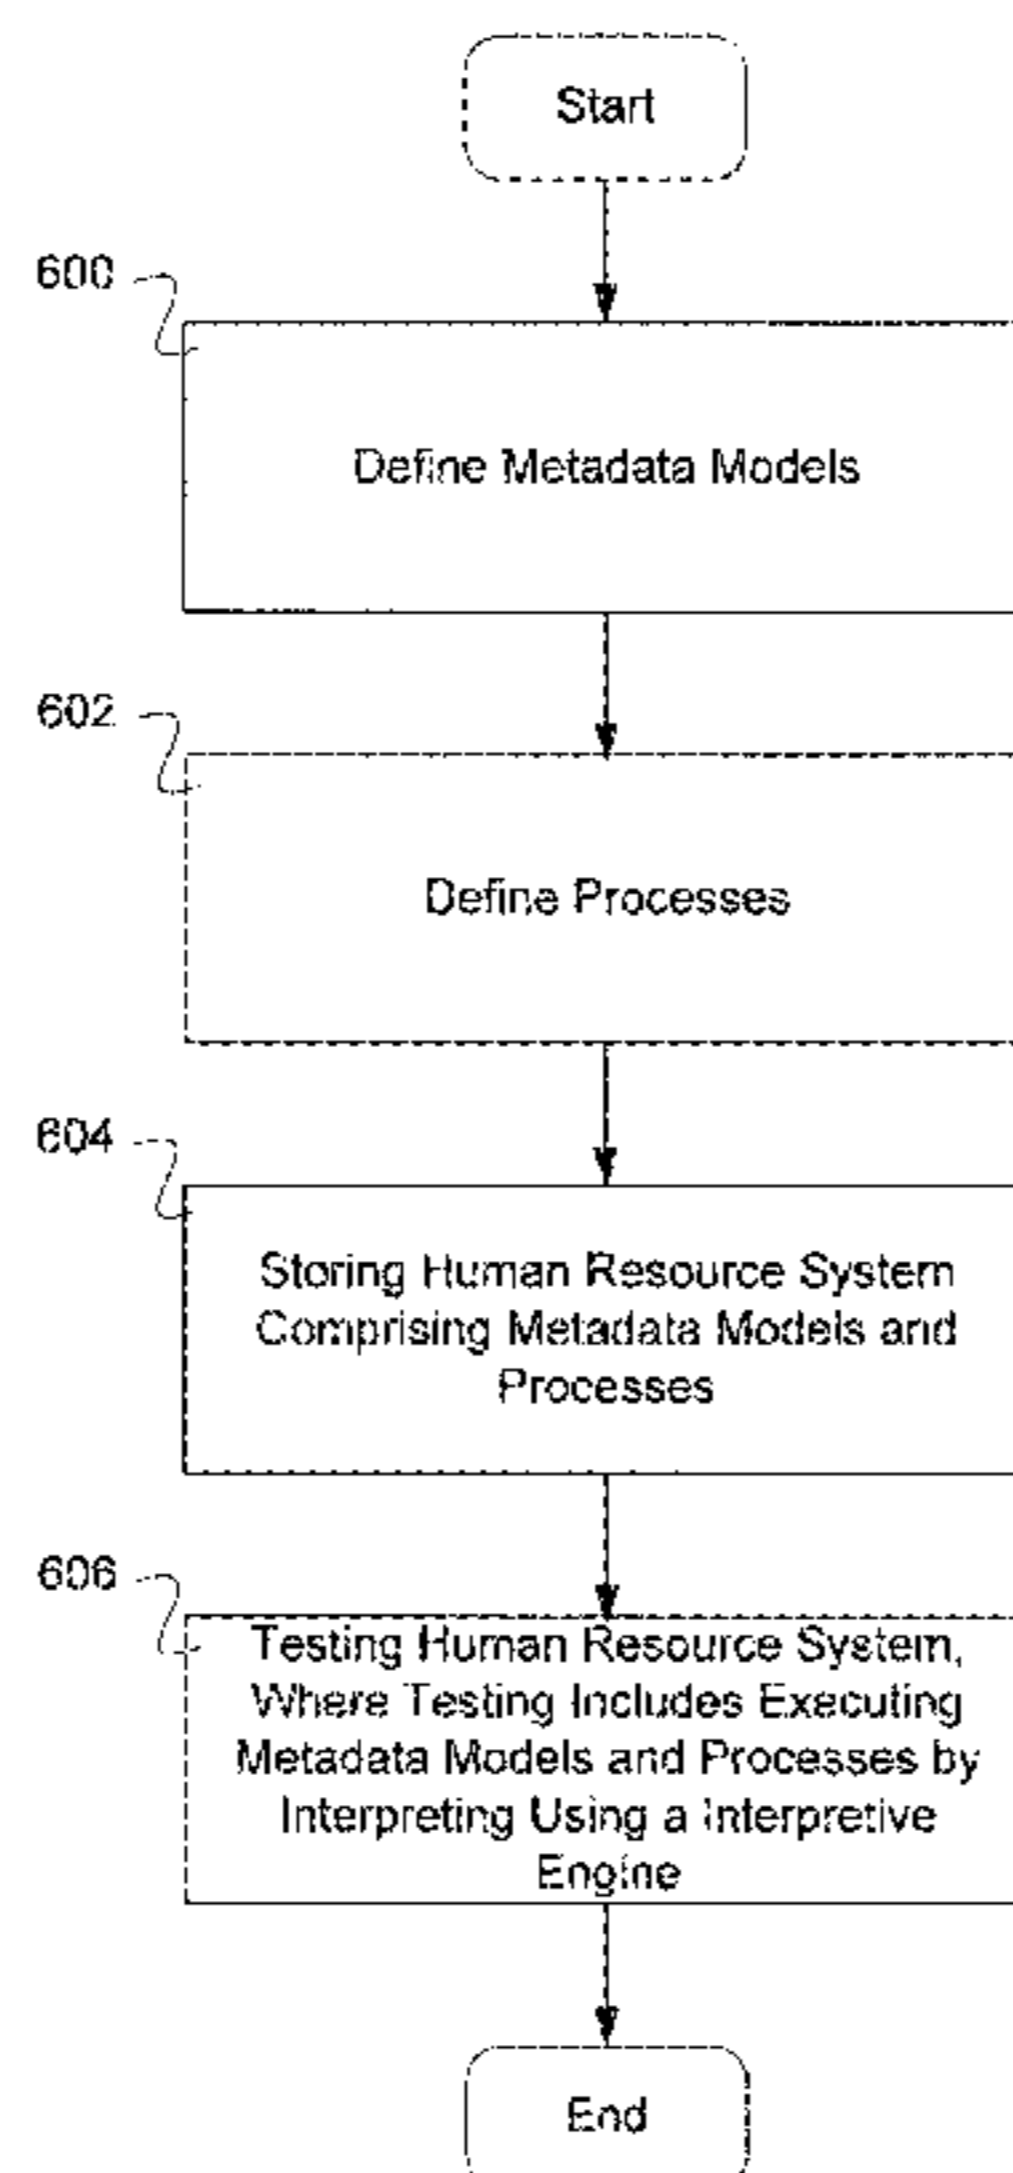 Start
600
Define Metadata Models
602
Define Processes
604
Storing Human Resource System
Comprising Metadata Models and
Processes
606
Testing Human Resource System,
Where Testing Includes Executing
Metadata Models and Processes by
Interpreting Using a Interpretive
Engine
End